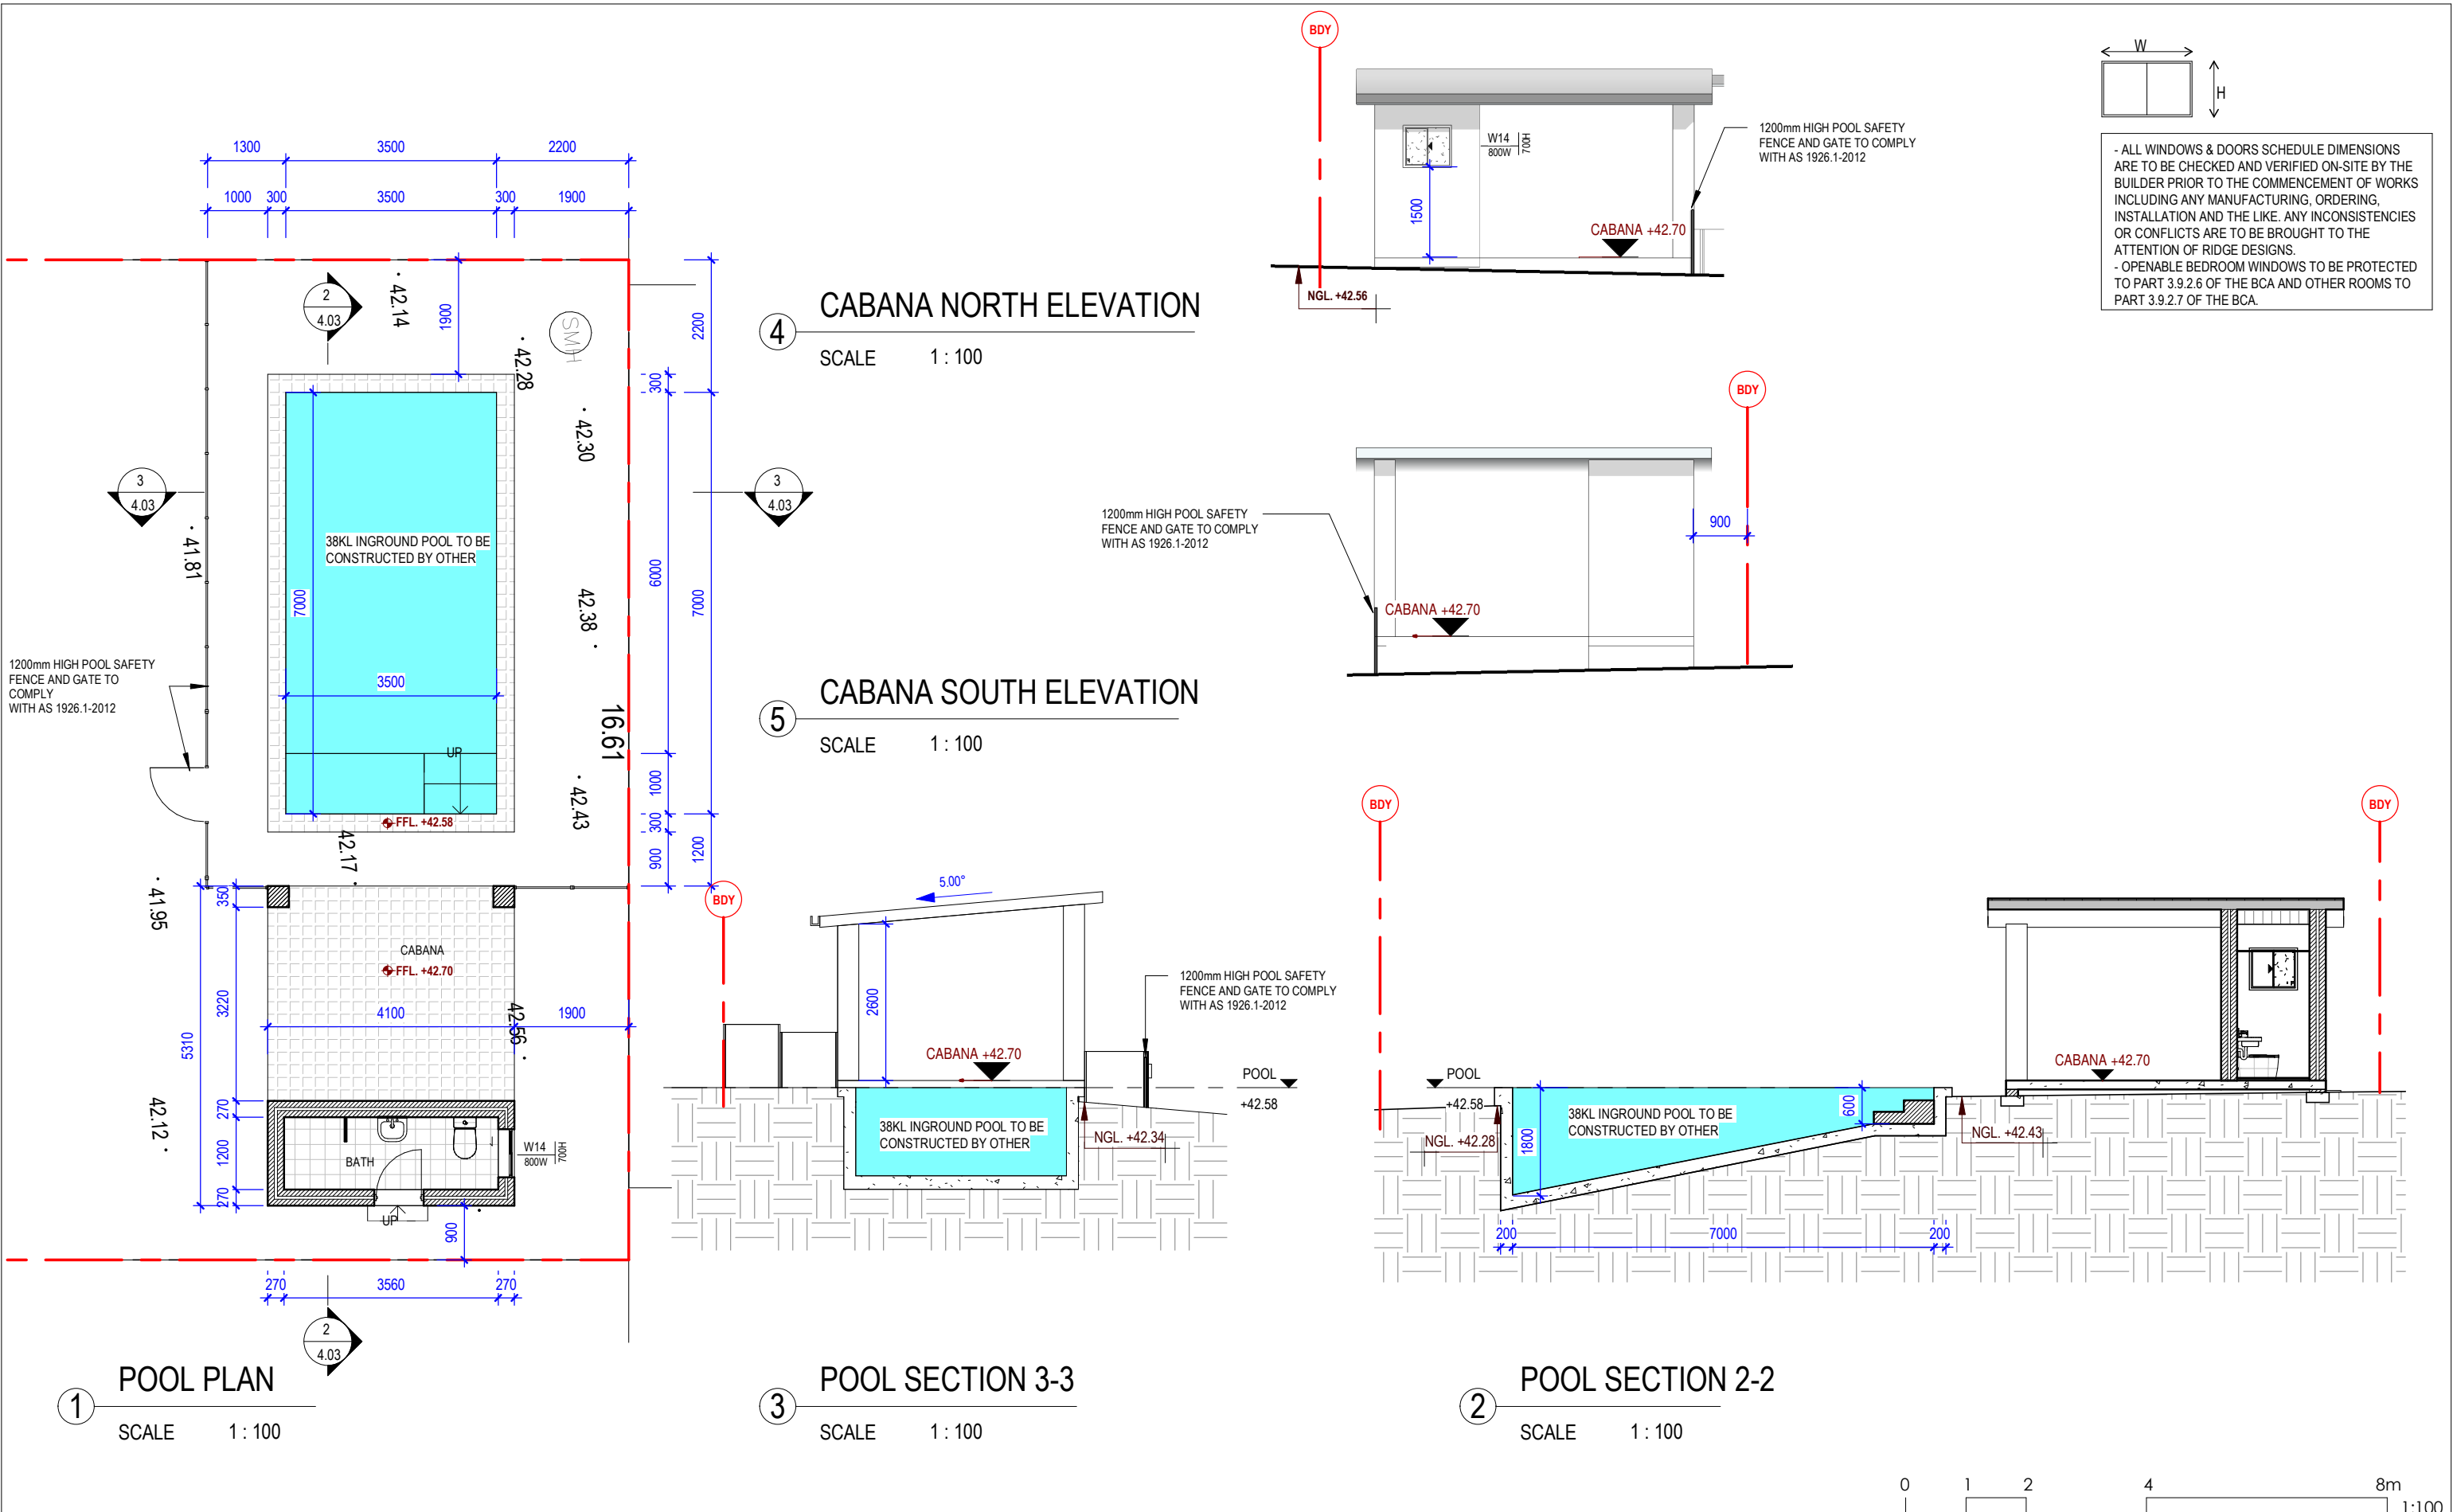 1300 3500 2200
1000 300 3500 300 1900
2
4.03
42.14
1900
SMH
42.28
42.30
2200
300
3
4.03
3
4.03
41.81
38KL INGROUND POOL TO BE
CONSTRUCTED BY OTHER
7000
6000
7000
42.38
1200mm HIGH POOL SAFETY
FENCE AND GATE TO
COMPLY
WITH AS 1926.1-2012
3500
16.61
UP
1000
42.43
FFL. +42.58
300
42.17
900
1200
41.95
350
CABANA
FFL. +42.70
3220
4100
1900
42.56
5310
42.12
270
1200
270
BATH
W14
800W
700H
UP
900
270 3560 270
2
4.03
1
POOL PLAN
SCALE 1 : 100
4
CABANA NORTH ELEVATION
SCALE 1 : 100
BDY
W14
800W
700H
1500
CABANA +42.70
1200mm HIGH POOL SAFETY
FENCE AND GATE TO COMPLY
WITH AS 1926.1-2012
NGL. +42.56
W
H
- ALL WINDOWS & DOORS SCHEDULE DIMENSIONS
ARE TO BE CHECKED AND VERIFIED ON-SITE BY THE
BUILDER PRIOR TO THE COMMENCEMENT OF WORKS
INCLUDING ANY MANUFACTURING, ORDERING,
INSTALLATION AND THE LIKE. ANY INCONSISTENCIES
OR CONFLICTS ARE TO BE BROUGHT TO THE
ATTENTION OF RIDGE DESIGNS.
- OPENABLE BEDROOM WINDOWS TO BE PROTECTED
TO PART 3.9.2.6 OF THE BCA AND OTHER ROOMS TO
PART 3.9.2.7 OF THE BCA.
5
CABANA SOUTH ELEVATION
SCALE 1 : 100
BDY
1200mm HIGH POOL SAFETY
FENCE AND GATE TO COMPLY
WITH AS 1926.1-2012
900
CABANA +42.70
BDY
5.00°
2600
1200mm HIGH POOL SAFETY
FENCE AND GATE TO COMPLY
WITH AS 1926.1-2012
CABANA +42.70
POOL
+42.58
38KL INGROUND POOL TO BE
CONSTRUCTED BY OTHER
NGL. +42.34
3
POOL SECTION 3-3
SCALE 1 : 100
BDY
BDY
CABANA +42.70
POOL
+42.58
NGL. +42.28
1800
38KL INGROUND POOL TO BE
CONSTRUCTED BY OTHER
600
NGL. +42.43
200 7000 200
2
POOL SECTION 2-2
SCALE 1 : 100
0 1 2 4 8m
1:100